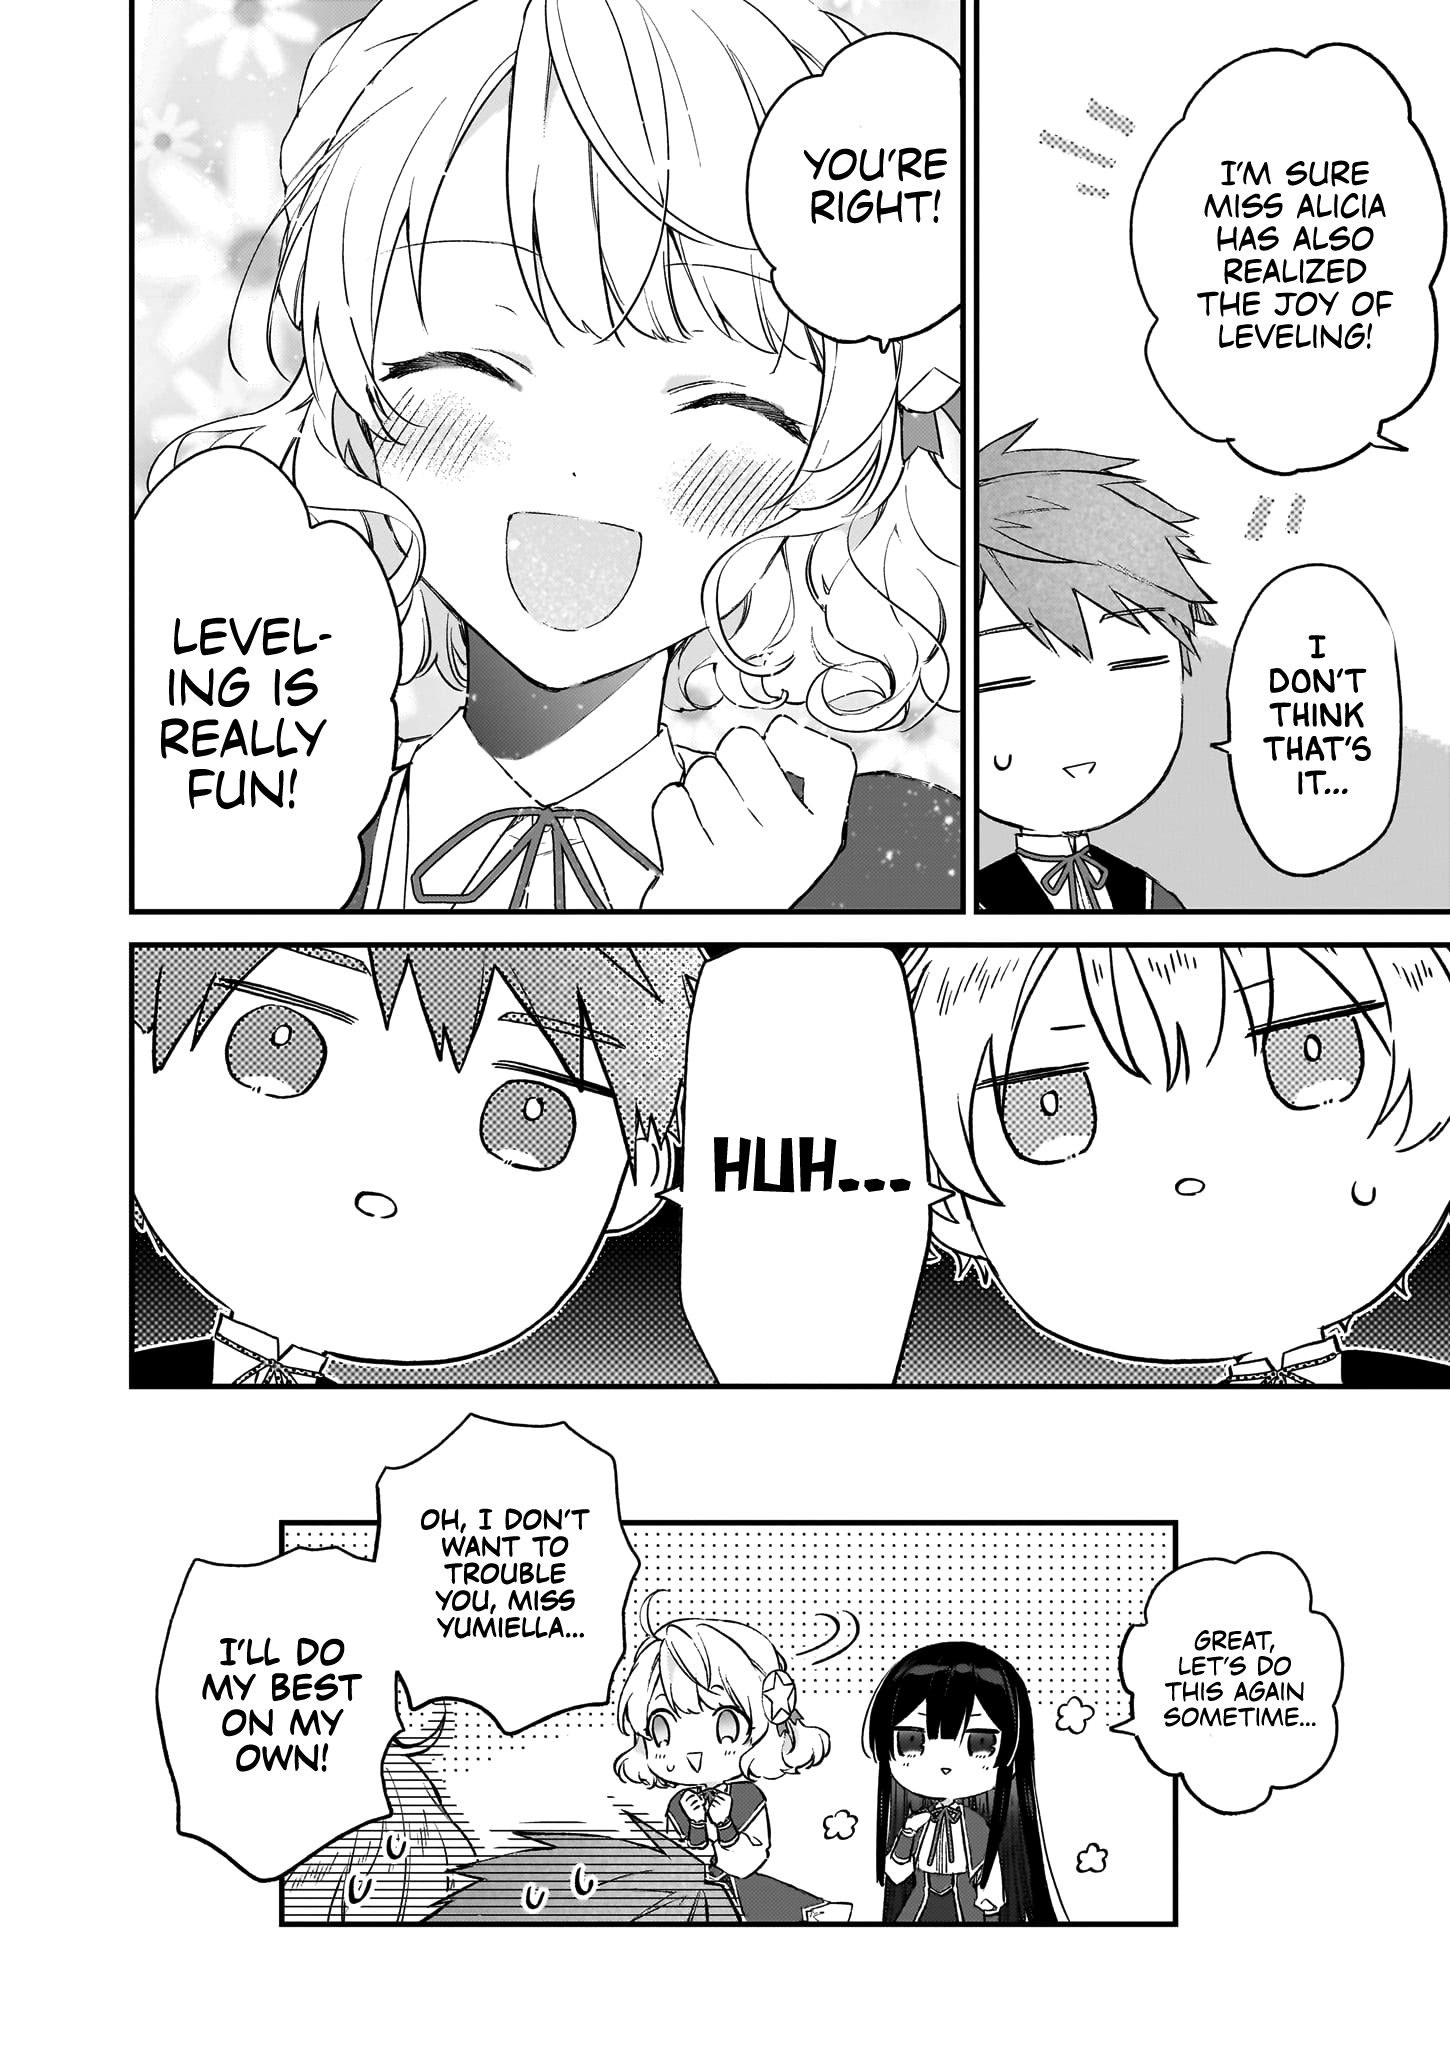 I'M SURE
MISS ALICIA
HAS ALSO
REALIZED
THE JOY OF
LEVELING!
I
DON'T
THINK
THAT'S
IT...
YOU'RE
RIGHT!
LEVEL-
ING IS
REALLY
FUN!
HUH...
GREAT,
LET'S DO
THIS AGAIN
SOMETIME...
OH, I DON'T
WANT TO
TROUBLE
YOU, MISS
YUMIELLA...
I'LL DO
MY BEST
ON MY
OWN!